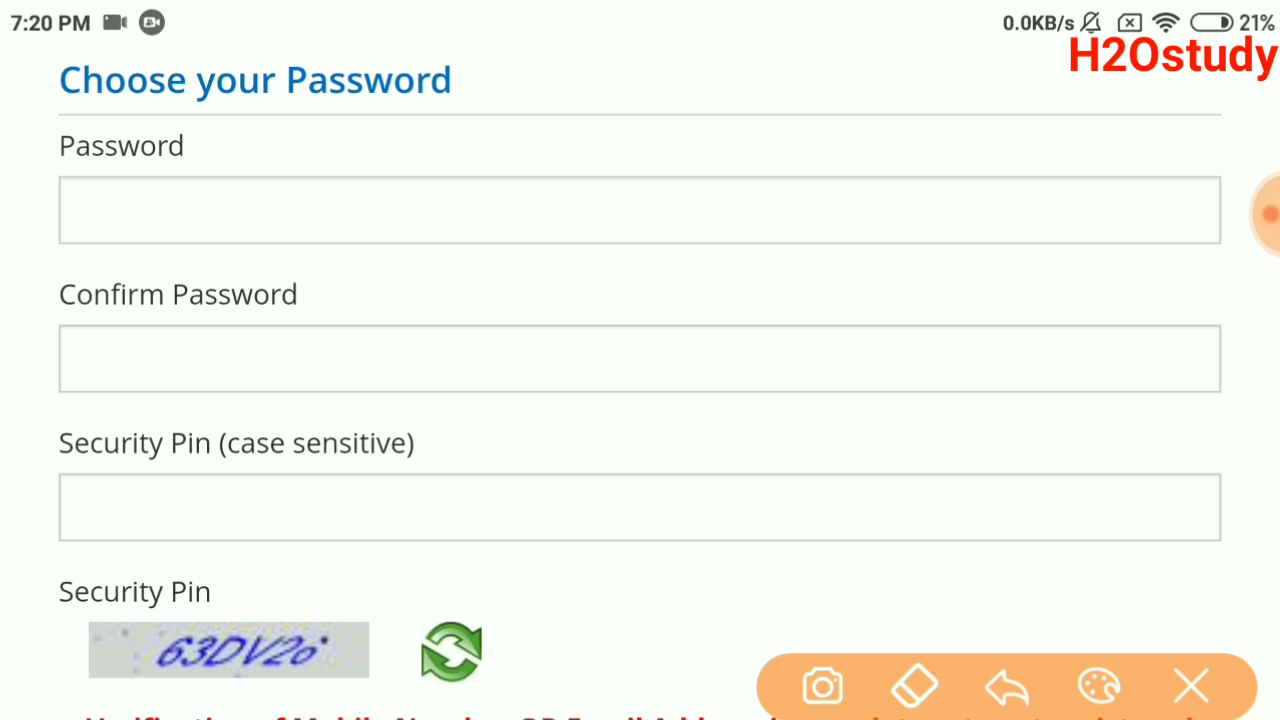 7:20 PM
0.0KB/s
21%
H2Ostudy
Choose your Password
Password
Confirm Password
Security Pin (case sensitive)
Security Pin
63DV2o